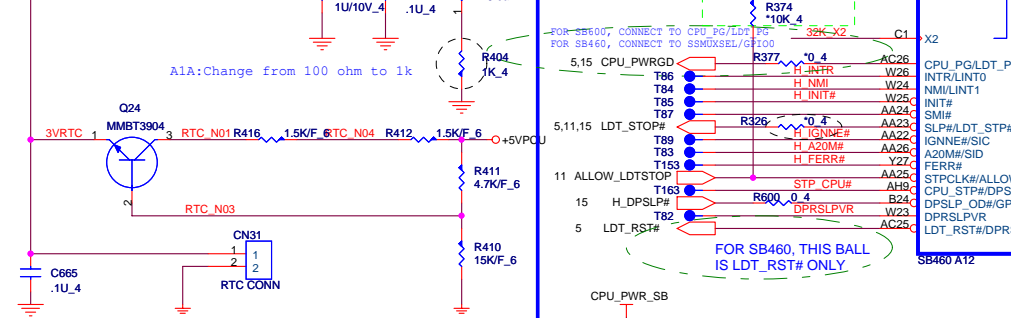 1U/10V_4
.1U_4
1
R404
1K_4
A1A:Change from 100 ohm to 1k
Q24
MMBT3904
3VRTC
1
3
RTC_N01
R416
1.5K/F_6
RTC_N04
R412
1.5K/F_6
+5VPCU
R411
4.7K/F_6
2
RTC_N03
CN31
1
2
1
2
RTC CONN
C665
.1U_4
R410
15K/F_6
R374
*10K_4
FOR SB600, CONNECT TO CPU_PG/LDT_PG
FOR SB460, CONNECT TO SSMUXSEL/GPIO0
32K_X2
C1
X2
5,15
CPU_PWRGD
R377
*0_4
AC26
CPU_PG/LDT_P
T86
H_INTR
W26
INTR/LINT0
T84
H_NMI
W24
NMI/LINT1
T85
H_INIT#
W25
INIT#
T87
AA24
SMI#
5,11,15
LDT_STOP#
R326
*0_4
AA23
SLP#/LDT_STP#
T89
H_IGNNE#
AA22
IGNNE#/SIC
T83
H_A20M#
AA26
A20M#/SID
T153
H_FERR#
Y27
FERR#
11
ALLOW_LDTSTOP
AA25
STPCLK#/ALLOW
T163
STP_CPU#
AH9
CPU_STP#/DPS
15
H_DPSLP#
R600
0_4
B24
DPSLP_OD#/GP
T82
DPRSLPVR
W23
DPRSLPVR
5
LDT_RST#
AC25
LDT_RST#/DPR
FOR SB460, THIS BALL
IS LDT_RST# ONLY
SB460 A12
CPU_PWR_SB